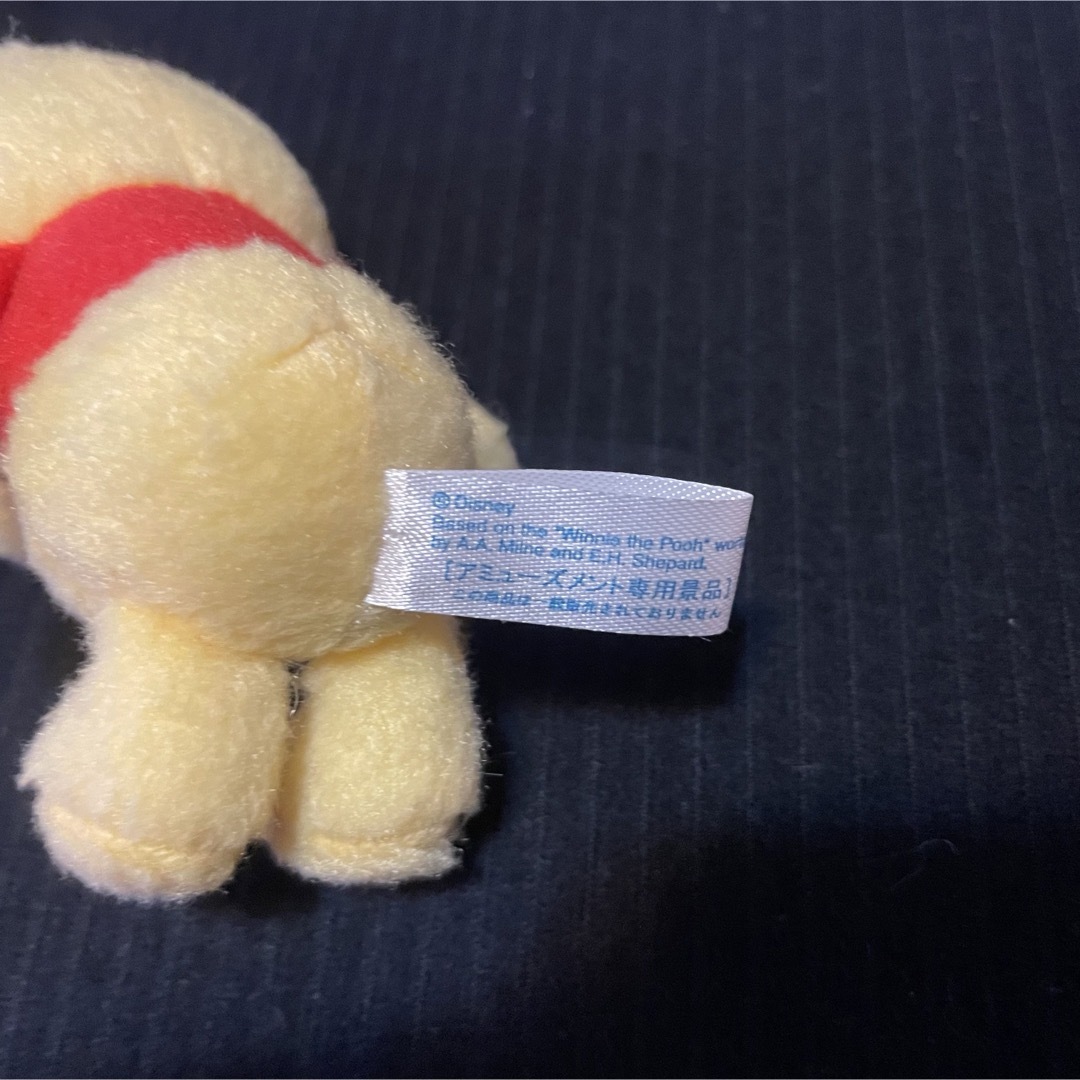 © Disney
Based on the "Winnie the Pooh"
by A.A. Milne and E.H. Shepard.
[アミューズメント専用景品]
この商品は一般販売されておりません